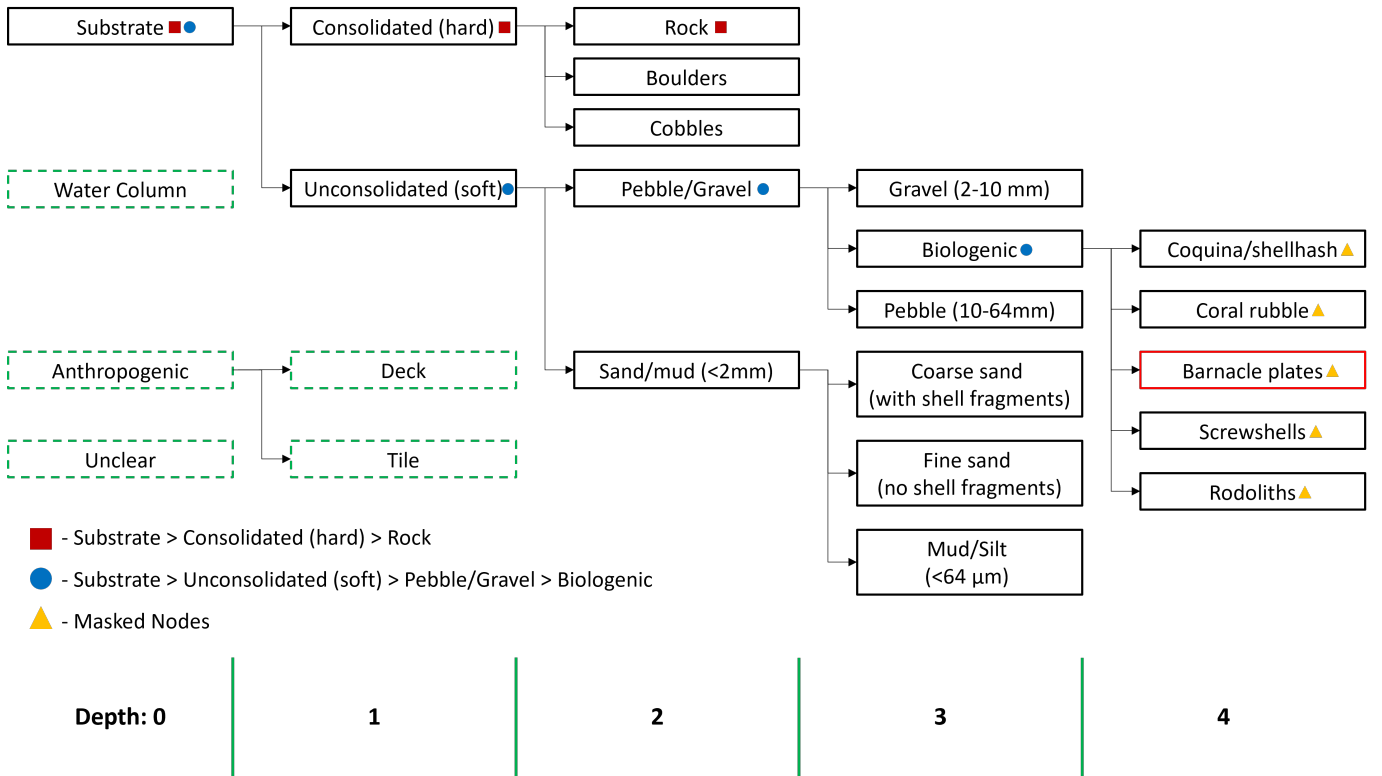 Substrate
Consolidated (hard)
Rock
Boulders
Cobbles
Water Column
Unconsolidated (soft)
Pebble/Gravel
Gravel (2-10 mm)
Biologenic
Coquina/shellhash
Pebble (10-64mm)
Coral rubble
Anthropogenic
Deck
Sand/mud (<2mm)
Coarse sand
(with shell fragments)
Barnacle plates
Screwshells
Unclear
Tile
Fine sand
(no shell fragments)
Rodoliths
- Substrate > Consolidated (hard) > Rock
Mud/Silt
(<64 µm)
- Substrate > Unconsolidated (soft) > Pebble/Gravel > Biologenic
- Masked Nodes
Depth: 0
1
2
3
4